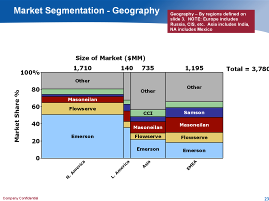 Market Segmentation - Geography
Geography - By regions defined on
slide 3. NOTE: Europe includes
Russia, CIS, etc. Asia includes India,
NA includes Mexico
Size of Market ($MM)
1,710 140 735 1,195 Total = 3,780
100%
80
60
40
20
0
Market Share %
Other
Masoneilan
Flowserve
Emerson
Other
CCI
Masoneilan
Flowserve
Emerson
Other
Samson
Masoneilan
Flowserve
Emerson
N. America
L. America
Asia
EMEA
Company Confidential